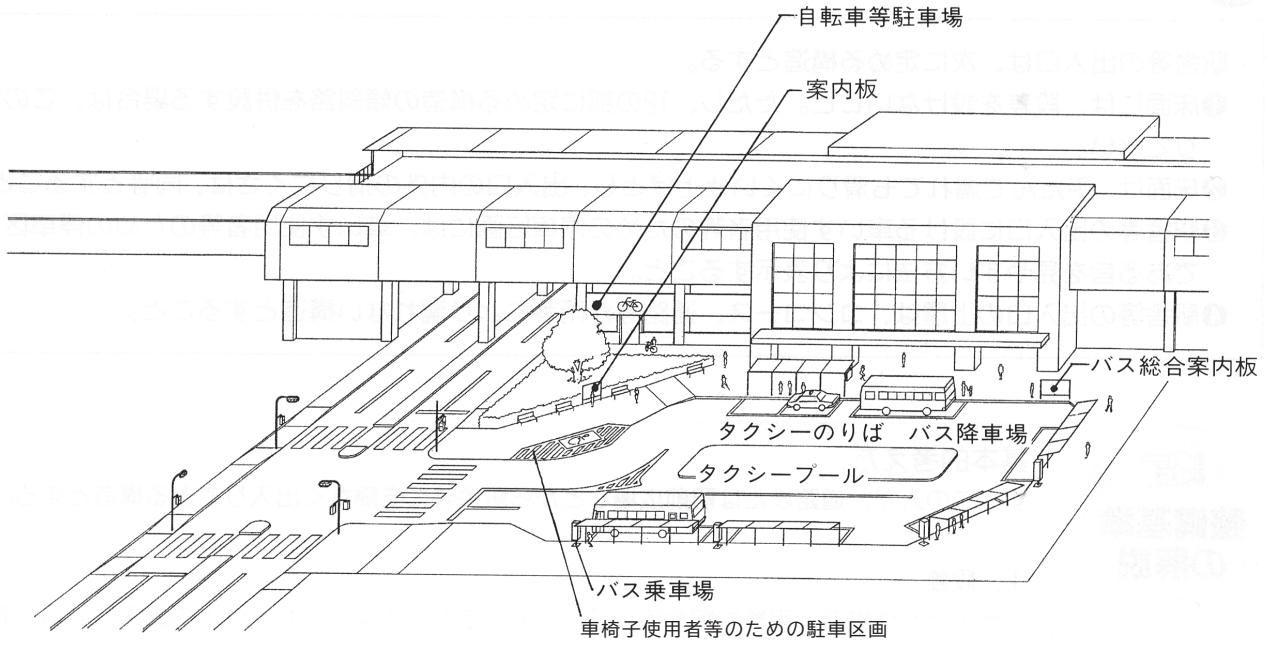 自転車等駐車場
案内板
バス総合案内板
タクシーのりば
バス降車場
タクシープール
バス乗車場
車椅子使用者等のための駐車区画